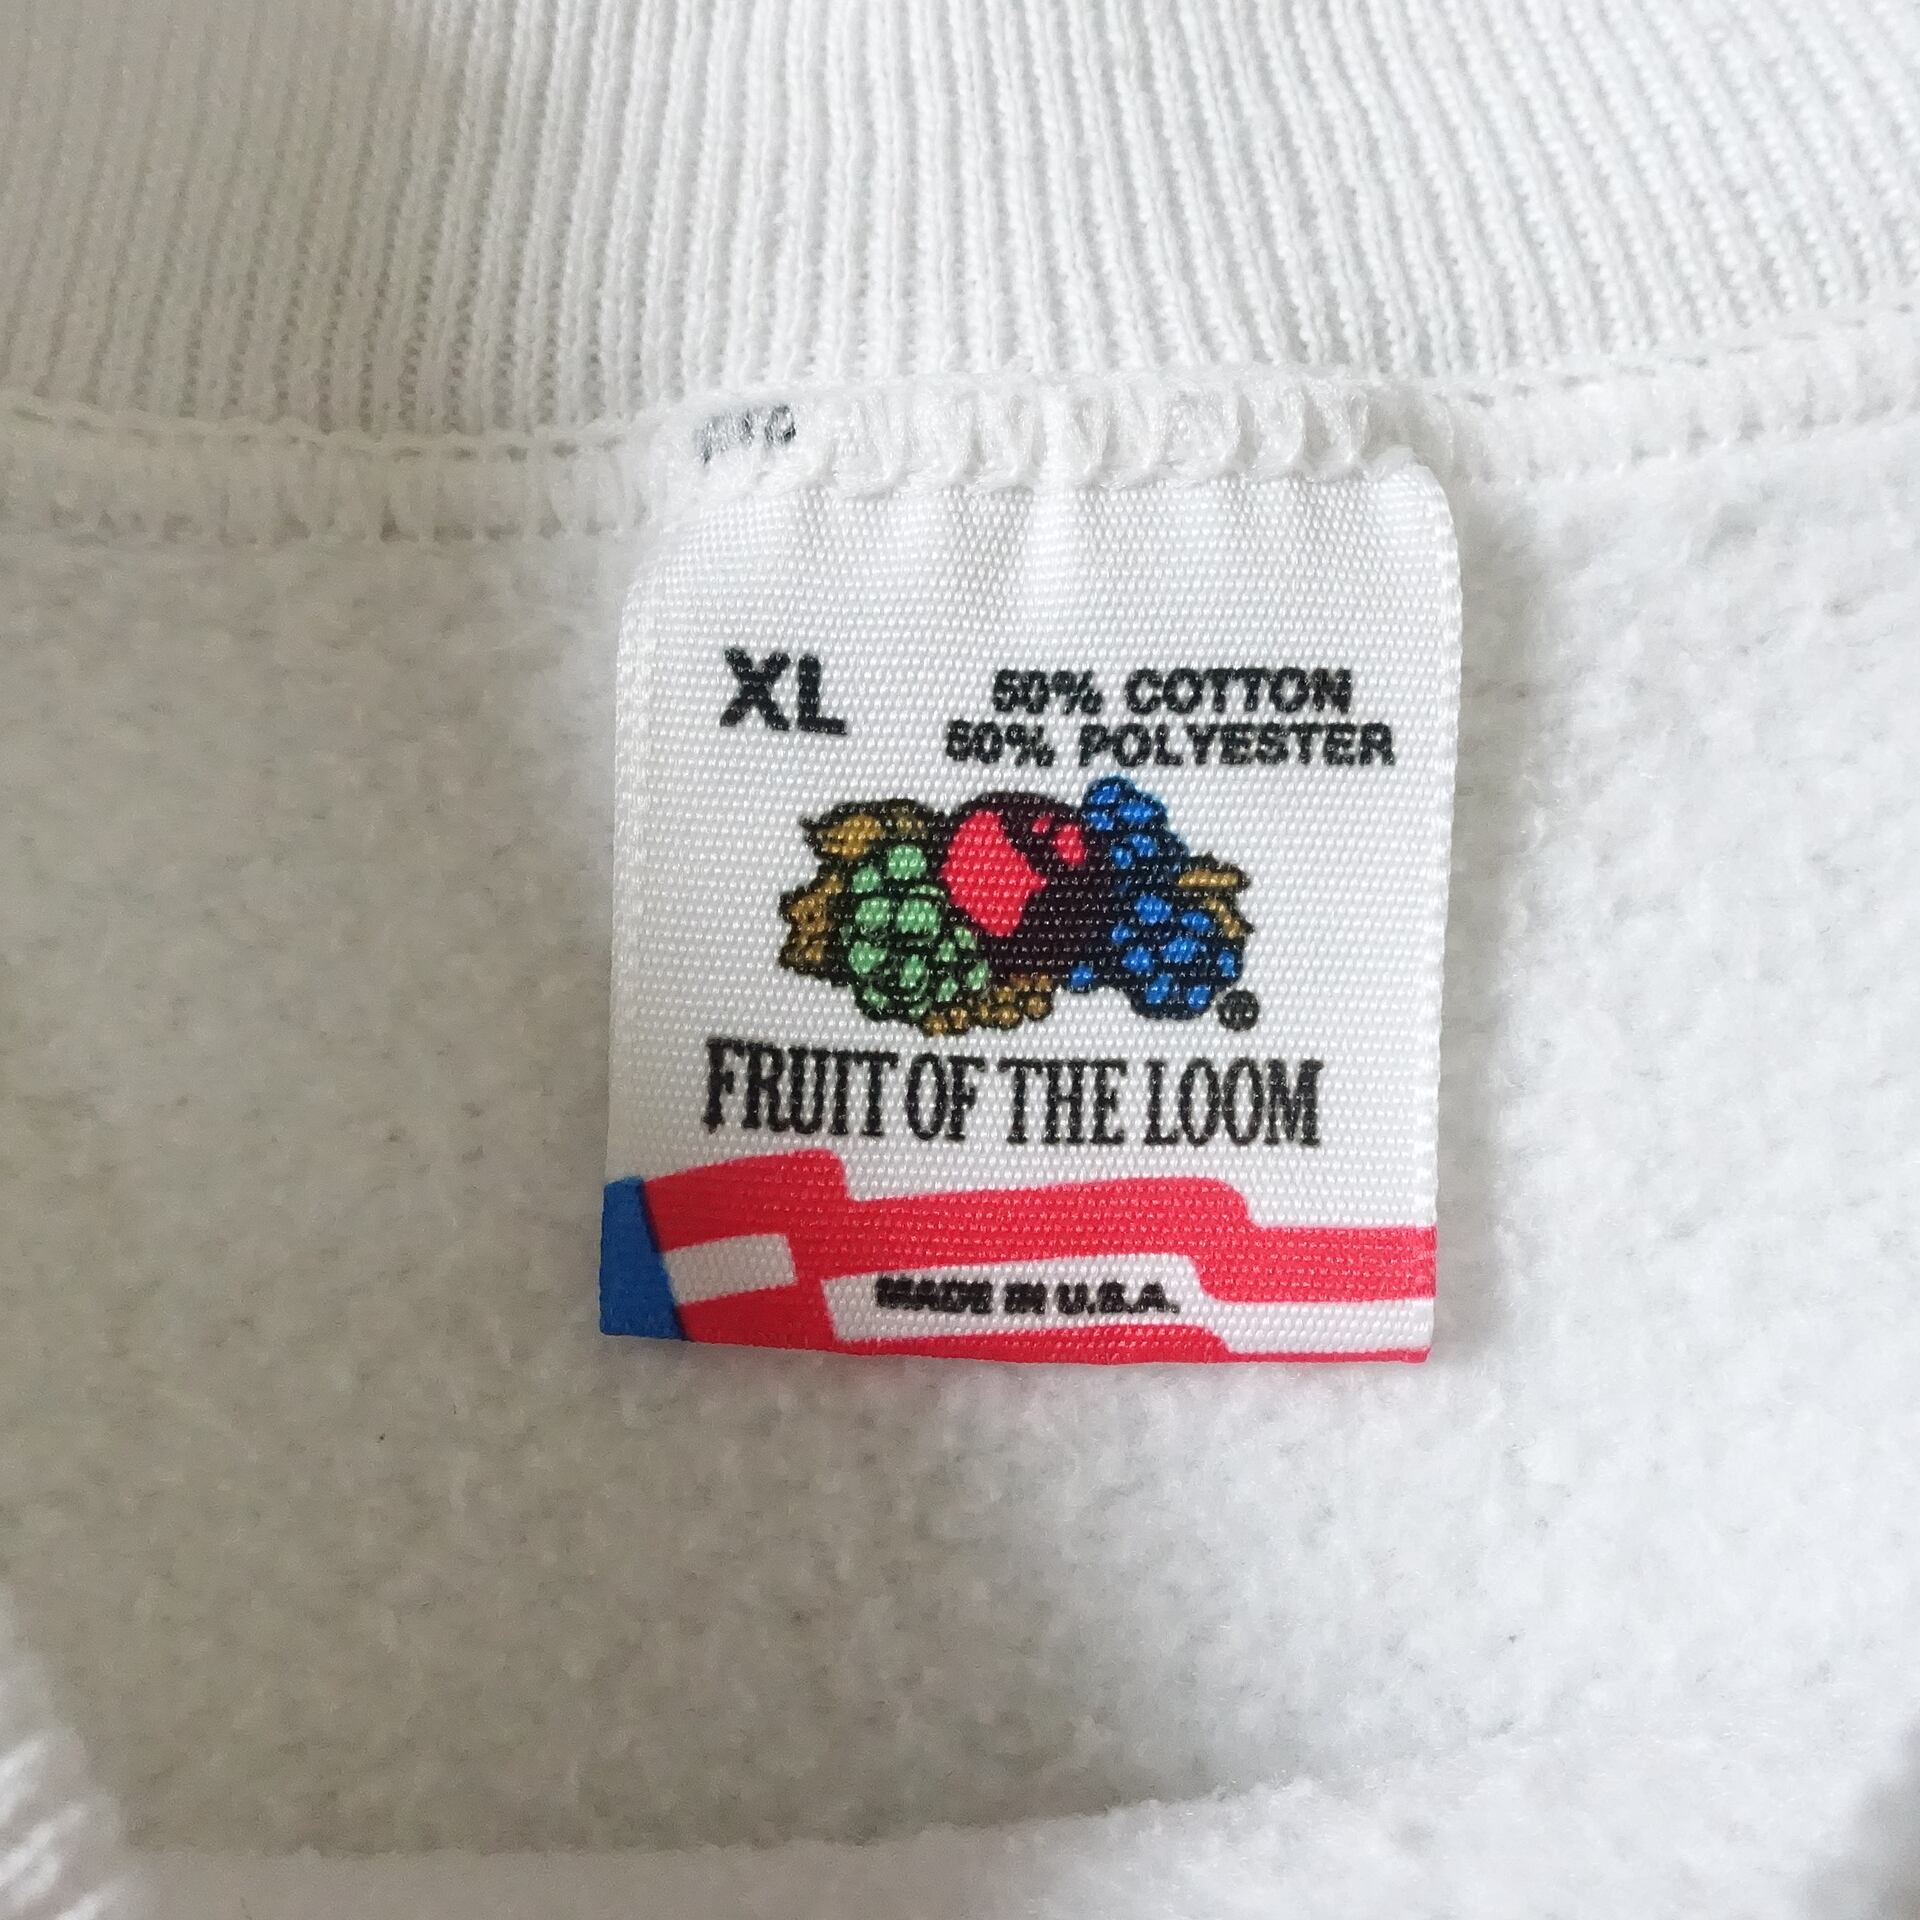 XL
50% COTTON
50% POLYESTER
®
FRUIT OF THE LOOM
MADE IN U.S.A.